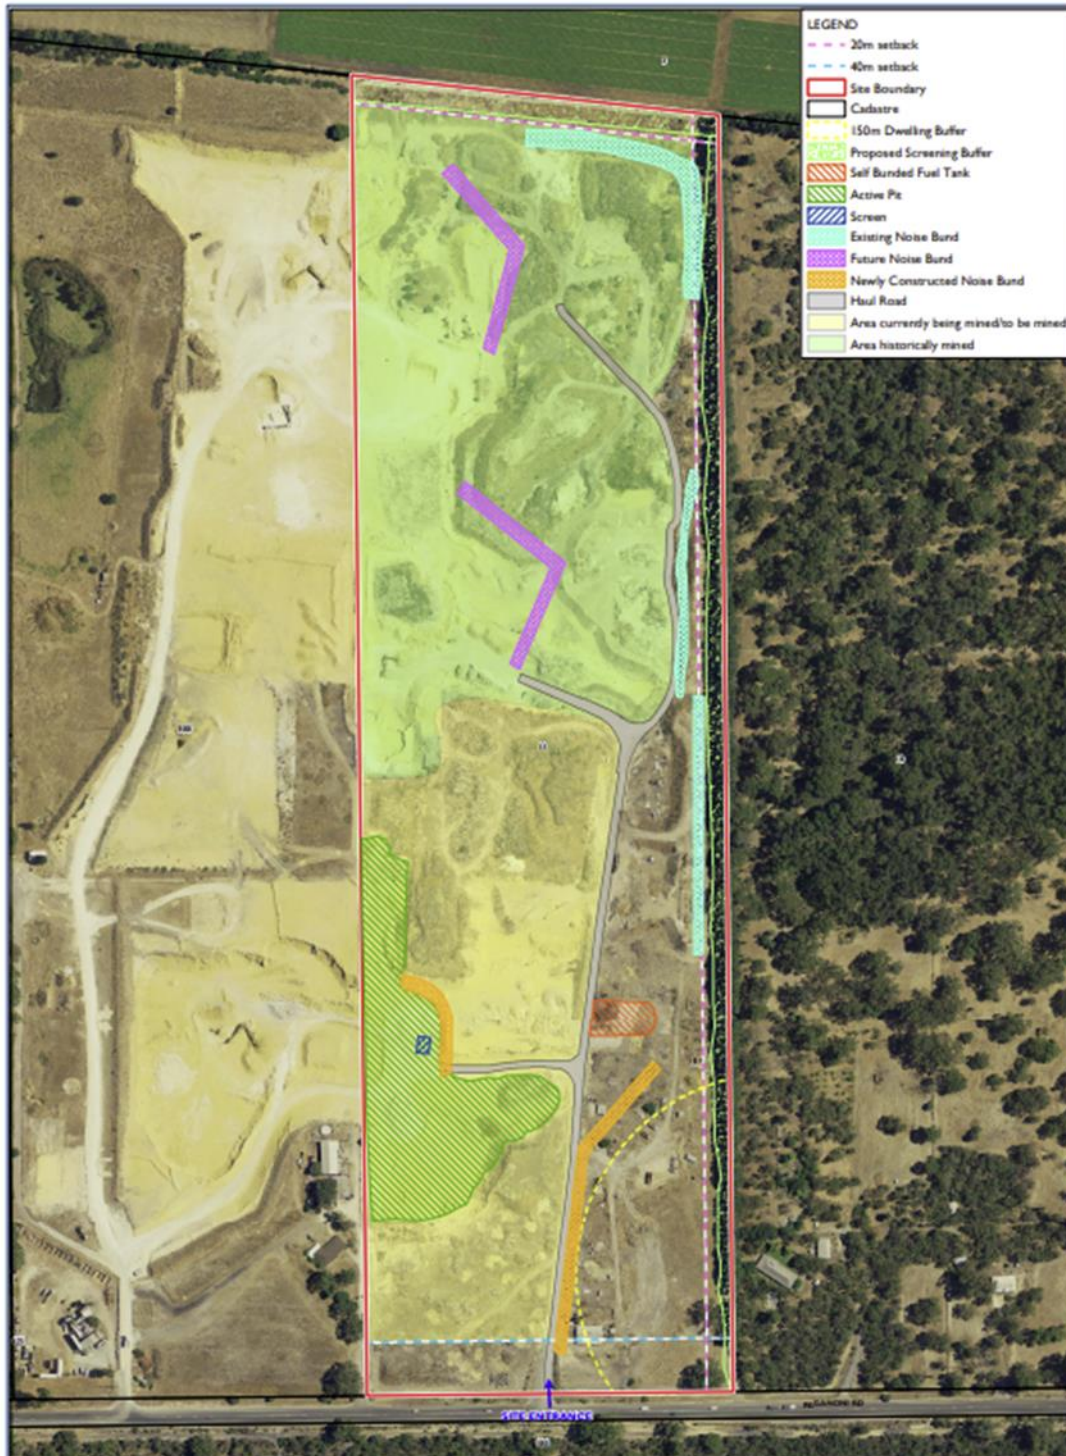 LEGEND
20m setback
40m setback
Site Boundary
Cadastre
150m Dwelling Buffer
Proposed Screening Buffer
Self Bunded Fuel Tank
Active Pit
Screen
Existing Noise Bund
Future Noise Bund
Newly Constructed Noise Bund
Haul Road
Area currently being mined/to be mined
Area historically mined
SITE ENTRANCE